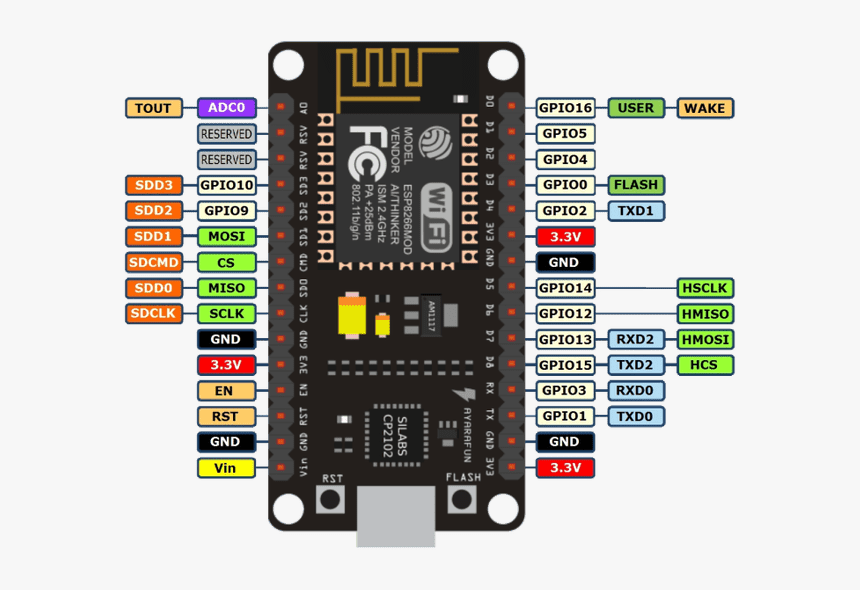 TOUT ADC0
RESERVED
RESERVED
SDD3 GPIO10
SDD2 GPIO9
SDD1 MOSI
SDCMD CS
SDD0 MISO
SDCLK SCLK
GND
3.3V
EN
RST
GND
Vin
A0
RSV
RSV
SD3
SD2
SD1
CMD
SD0
CLK
GND
3V3
EN
RST
GND
Vin
MODEL ESP8266MOD
VENDOR AI/THINKER
ISM 2.4GHz
PA +25dBm
802.11b/g/n
FC
Wi Fi
AM1117
SILABS
CP2102
AYARAFUN
RST
FLASH
D0
D1
D2
D3
D4
3V3
GND
D5
D6
D7
D8
RX
TX
GND
3V3
GPIO16 USER WAKE
GPIO5
GPIO4
GPIO0 FLASH
GPIO2 TXD1
3.3V
GND
GPIO14 HSCLK
GPIO12 HMISO
GPIO13 RXD2 HMOSI
GPIO15 TXD2 HCS
GPIO3 RXD0
GPIO1 TXD0
GND
3.3V